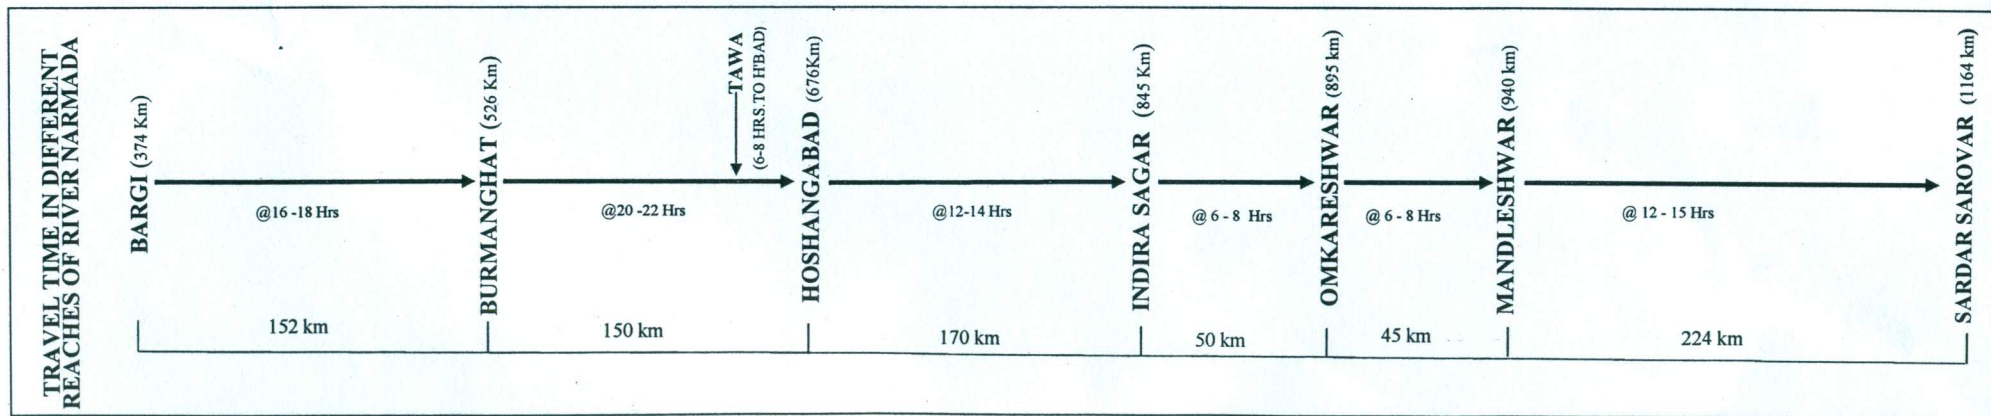 TRAVEL TIME IN DIFFERENT
REACHES OF RIVER NARMADA
BARGI (374 Km)
@16 -18 Hrs
BURMANGHAT (526 Km)
@20 -22 Hrs
TAWA
(6-8 HRS.TO H'BAD)
HOSHANGABAD (676Km)
@12-14 Hrs
INDIRA SAGAR (845 Km)
@ 6 - 8 Hrs
OMKARESHWAR (895 km)
@ 6 - 8 Hrs
MANDLESHWAR (940 km)
@ 12 - 15 Hrs
SARDAR SAROVAR (1164 km)
152 km
150 km
170 km
50 km
45 km
224 km